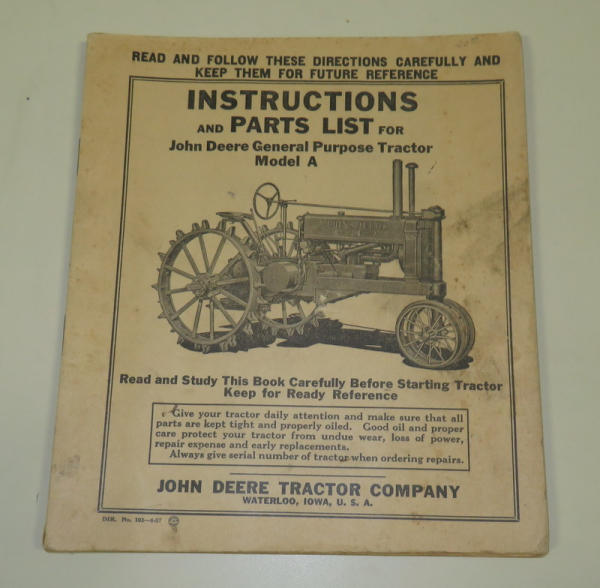 READ AND FOLLOW THESE DIRECTIONS CAREFULLY AND
KEEP THEM FOR FUTURE REFERENCE
INSTRUCTIONS
AND PARTS LIST FOR
John Deere General Purpose Tractor
Model A
JOHN DEERE
Read and Study This Book Carefully Before Starting Tractor
Keep for Ready Reference
Give your tractor daily attention and make sure that all
parts are kept tight and properly oiled. Good oil and proper
care protect your tractor from undue wear, loss of power,
repair expense and early replacements.
Always give serial number of tractor when ordering repairs.
JOHN DEERE TRACTOR COMPANY
WATERLOO, IOWA, U. S. A.
DIR. No.